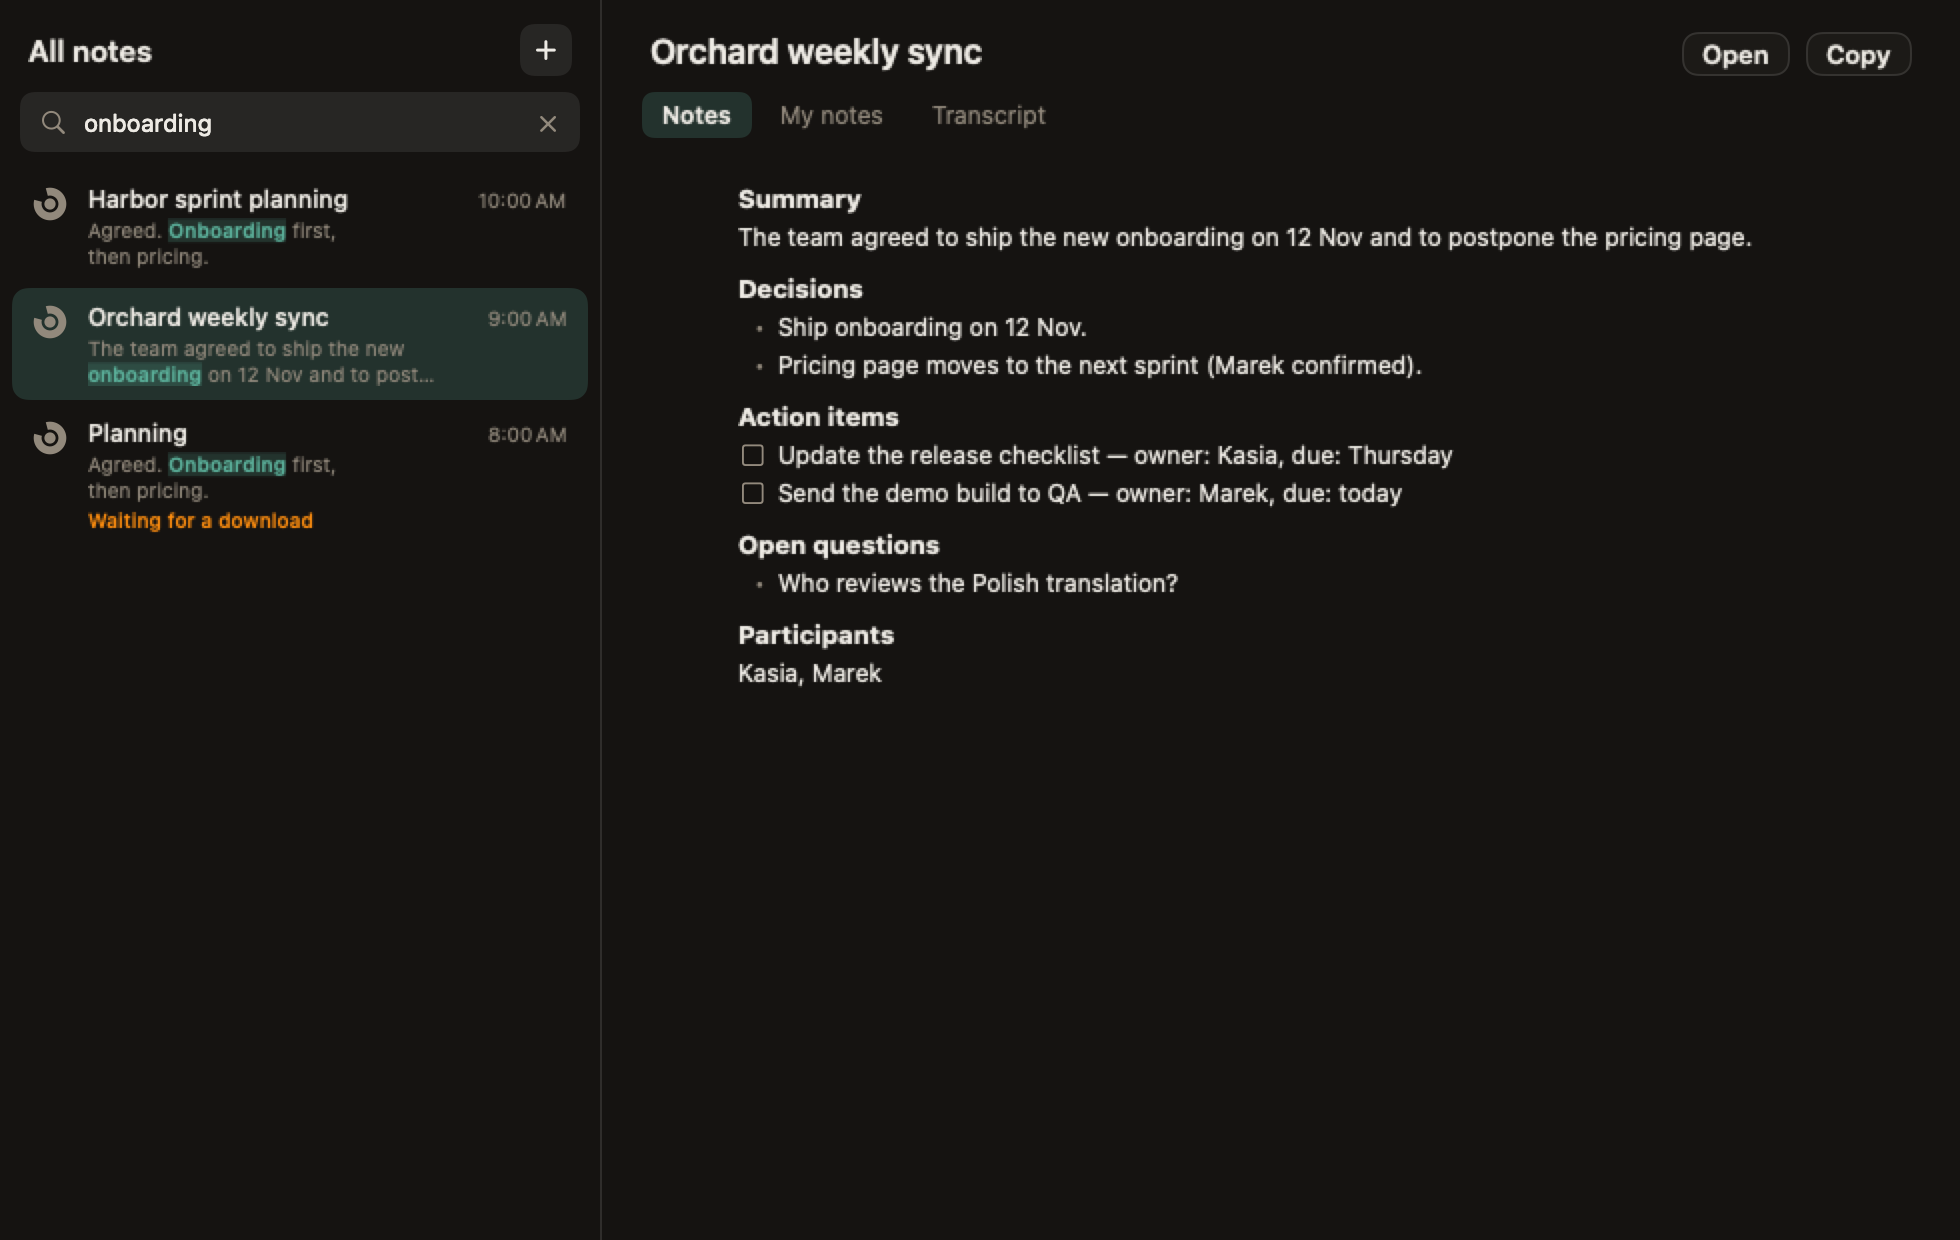 All notes
onboarding
Harbor sprint planning 10:00 AM
Agreed. Onboarding first,
then pricing.
Orchard weekly sync 9:00 AM
The team agreed to ship the new
onboarding on 12 Nov and to post...
Planning 8:00 AM
Agreed. Onboarding first,
then pricing.
Waiting for a download
Orchard weekly sync
Open Copy
Notes My notes Transcript
Summary
The team agreed to ship the new onboarding on 12 Nov and to postpone the pricing page.
Decisions
• Ship onboarding on 12 Nov.
• Pricing page moves to the next sprint (Marek confirmed).
Action items
Update the release checklist — owner: Kasia, due: Thursday
Send the demo build to QA — owner: Marek, due: today
Open questions
• Who reviews the Polish translation?
Participants
Kasia, Marek